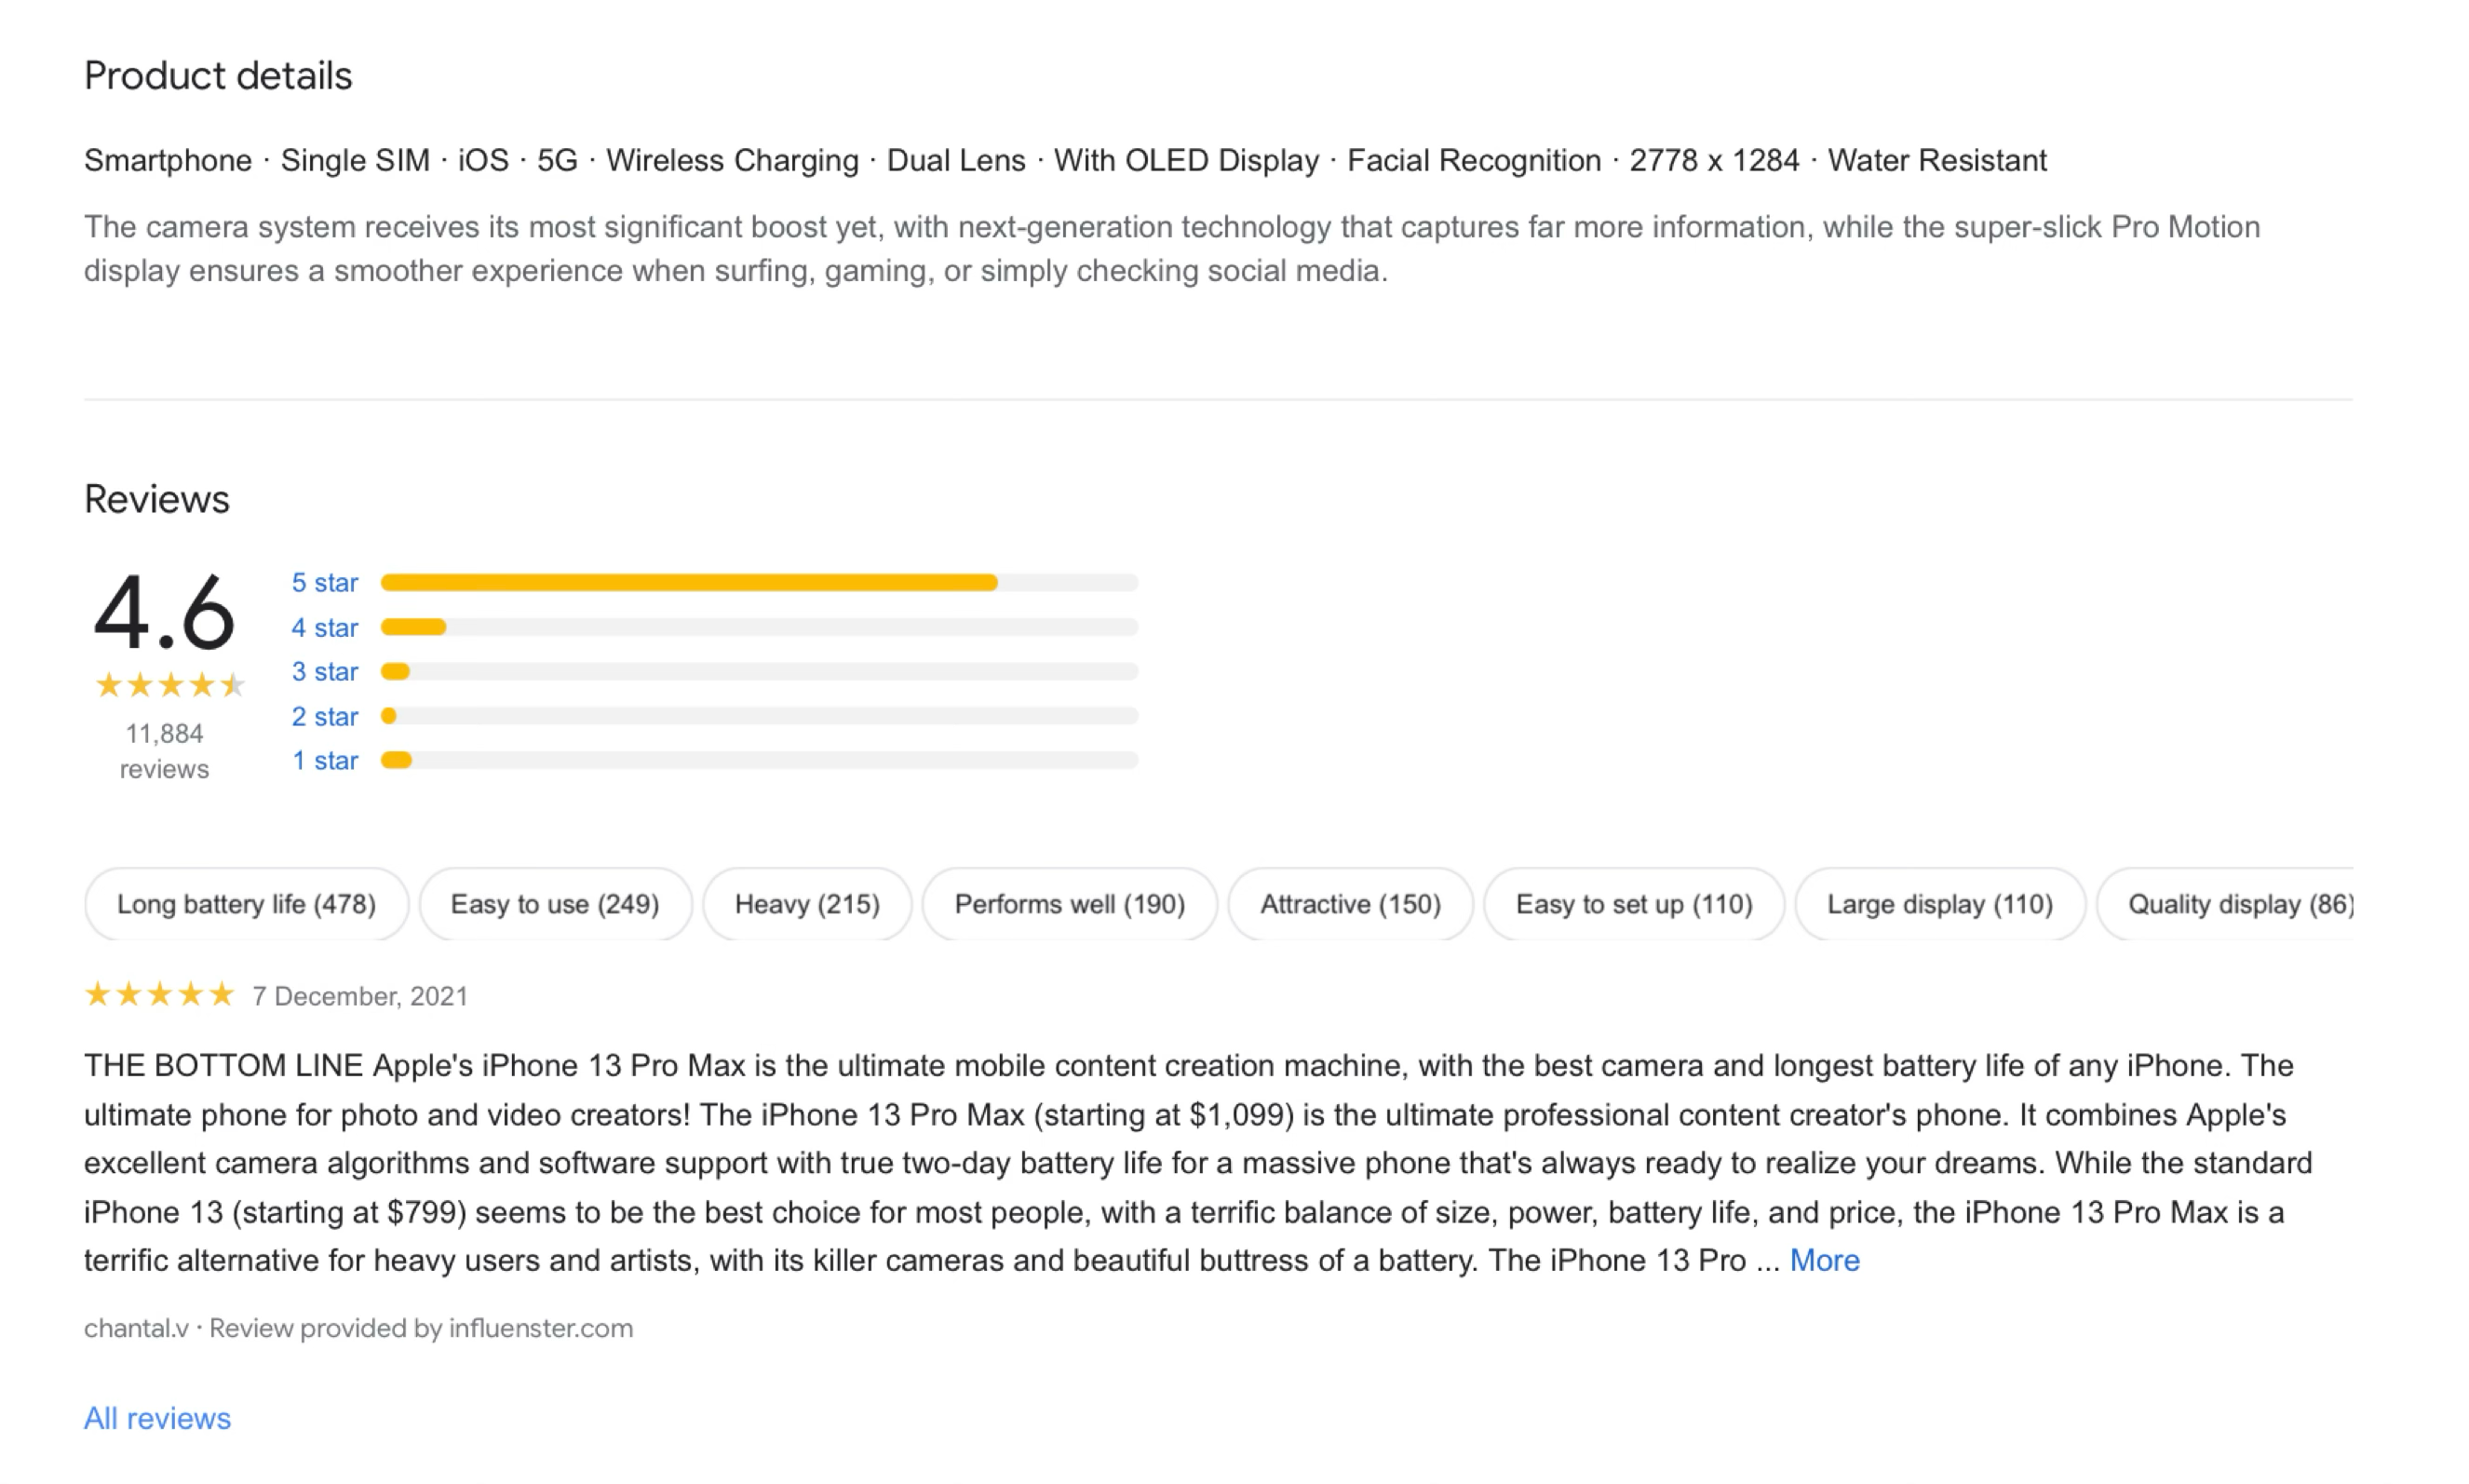 Product details
Smartphone · Single SIM · iOS · 5G · Wireless Charging · Dual Lens · With OLED Display · Facial Recognition · 2778 x 1284 · Water Resistant
The camera system receives its most significant boost yet, with next-generation technology that captures far more information, while the super-slick Pro Motion
display ensures a smoother experience when surfing, gaming, or simply checking social media.
Reviews
4.6
11,884
reviews
5 star
4 star
3 star
2 star
1 star
Long battery life (478) Easy to use (249) Heavy (215) Performs well (190) Attractive (150) Easy to set up (110) Large display (110) Quality display (86)
7 December, 2021
THE BOTTOM LINE Apple's iPhone 13 Pro Max is the ultimate mobile content creation machine, with the best camera and longest battery life of any iPhone. The
ultimate phone for photo and video creators! The iPhone 13 Pro Max (starting at $1,099) is the ultimate professional content creator's phone. It combines Apple's
excellent camera algorithms and software support with true two-day battery life for a massive phone that's always ready to realize your dreams. While the standard
iPhone 13 (starting at $799) seems to be the best choice for most people, with a terrific balance of size, power, battery life, and price, the iPhone 13 Pro Max is a
terrific alternative for heavy users and artists, with its killer cameras and beautiful buttress of a battery. The iPhone 13 Pro ... More
chantal.v · Review provided by influenster.com
All reviews